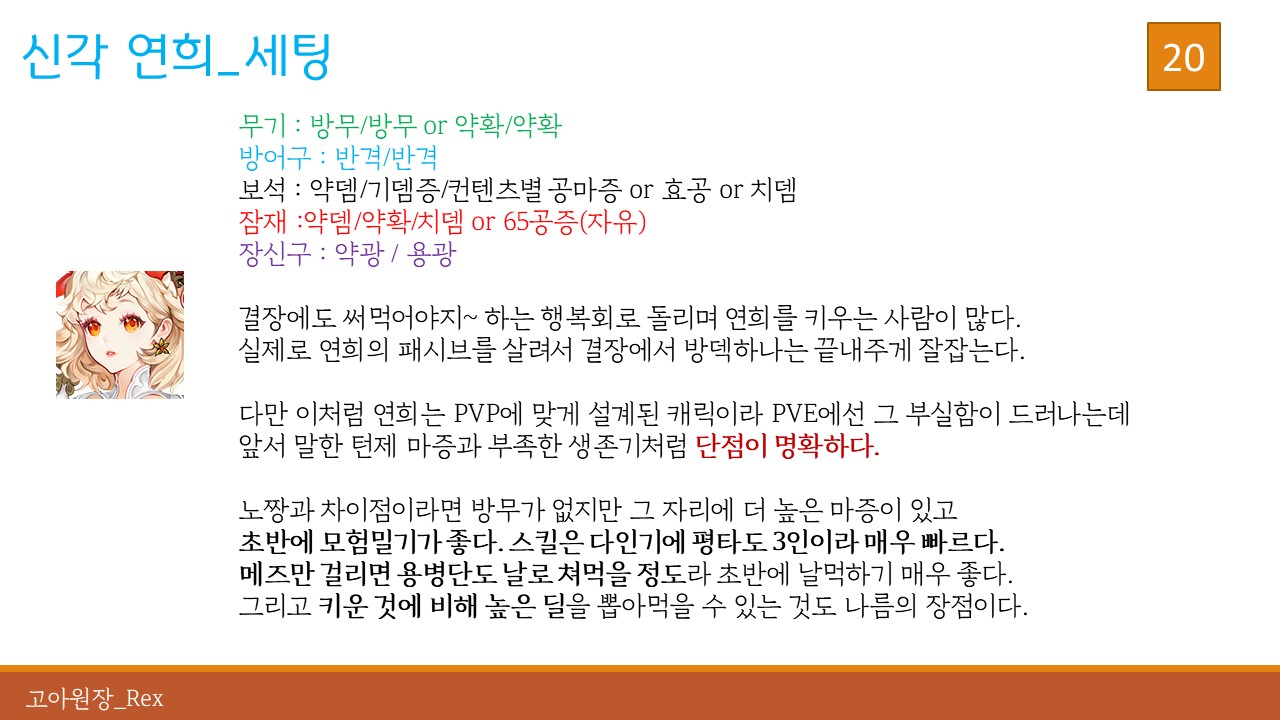 신각 연희_세팅
20
무기 : 방무/방무 or 약확/약확
방어구 : 반격/반격
보석 : 약뎀/기뎀증/컨텐츠별 공마증 or 효공 or 치뎀
잠재 :약뎀/약확/치뎀 or 65공증(자유)
장신구 : 약광 / 용광
결장에도 써먹어야지~ 하는 행복회로 돌리며 연희를 키우는 사람이 많다.
실제로 연희의 패시브를 살려서 결장에서 방덱하나는 끝내주게 잘잡는다.
다만 이처럼 연희는 PVP에 맞게 설계된 캐릭이라 PVE에선 그 부실함이 드러나는데
앞서 말한 턴제 마증과 부족한 생존기처럼 단점이 명확하다.
노짱과 차이점이라면 방무가 없지만 그 자리에 더 높은 마증이 있고
초반에 모험밀기가 좋다. 스킬은 다인기에 평타도 3인이라 매우 빠르다.
메즈만 걸리면 용병단도 날로 쳐먹을 정도라 초반에 날먹하기 매우 좋다.
그리고 키운 것에 비해 높은 딜을 뽑아먹을 수 있는 것도 나름의 장점이다.
고아원장_Rex